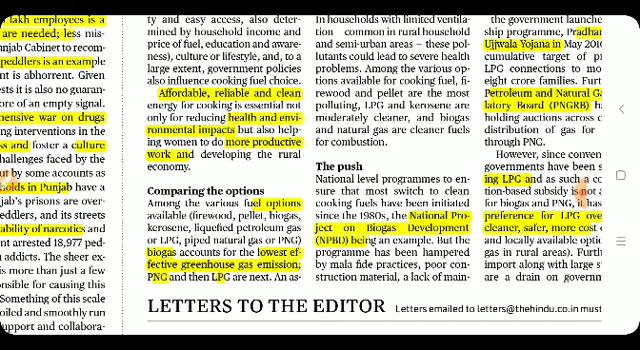 lakh employees is a
are needed; less mis-
unjab Cabinet to recom-
peddlers is an example
nt is abhorrent. Given
ests it is also no guaran-
ore of an empty signal.
hensive war on drugs
ng interventions in the
ss and foster a culture
hallenges faced by the
ur by some accounts as
holds in Punjab have a
jab's prisons are over-
eddlers, and its streets
ability of narcotics and
ent arrested 18,977 ped-
addicts. The sheer ex-
is more than just a few
onsible for causing this
Something of this scale
oiled and smoothly run
upport and collabora-
ty and easy access, also deter-
mined by household income and
price of fuel, education and aware-
ness), culture or lifestyle, and, to a
large extent, government policies
also influence cooking fuel choice.
Affordable, reliable and clean
energy for cooking is essential not
only for reducing health and envi-
ronmental impacts but also help-
ing women to do more productive
work and developing the rural
economy.
Comparing the options
Among the various fuel options
available (firewood, pellet, biogas,
kerosene, liquefied petroleum gas
or LPG, piped natural gas or PNG)
biogas accounts for the lowest ef-
fective greenhouse gas emission;
PNG and then LPG are next. An as-
In households with limited ventila-
tion common in rural household
and semi-urban areas – these pol-
lutants could lead to severe health
problems. Among the various op-
tions available for cooking fuel, fi-
rewood and pellet are the most
polluting, LPG and kerosene are
moderately cleaner, and biogas
and natural gas are cleaner fuels
for combustion.
The push
National level programmes to en-
sure that most switch to clean
cooking fuels have been initiated
since the 1980s, the National Pro-
ject on Biogas Development
(NPBD) being an example. But the
programme has been hampered
by mala fide practices, poor con-
struction material, a lack of main-
the government launche
ship programme, Pradhan
Ujjwala Yojana in May 2016
cumulative target of pr
LPG connections to mor
eight crore families.
Petroleum and Natural Ga
latory Board (PNGRB) ha
holding auctions across c
distribution of gas for
through PNG.
However, since conven
governments have been s
ing LPG and as such a co
tion-based subsidy is not a
for biogas and PNG, it has
preference for LPG over
cleaner, safer, more cost e
and locally available optio
gas in rural areas). Furth
import along with large s
are a drain on governm
LETTERS TO THE EDITOR Letters emailed to letters@thehindu.co.in must